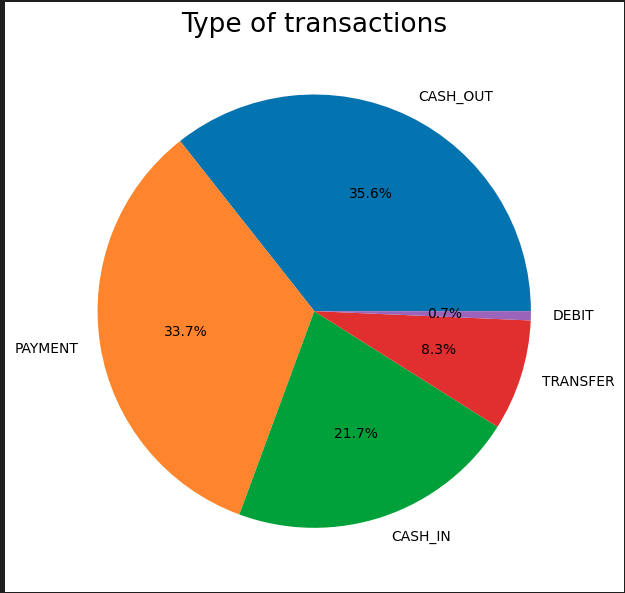 Type of transactions
CASH_OUT
35.6%
0.7%
DEBIT
33.7%
PAYMENT
8.3%
TRANSFER
21.7%
CASH_IN